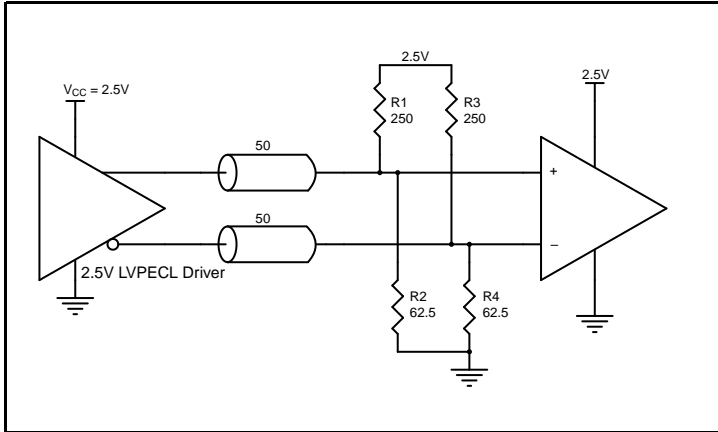 2.5V
2.5V
V_CC = 2.5V
R1
250
R3
250
50
+
50
−
2.5V LVPECL Driver
R2
62.5
R4
62.5